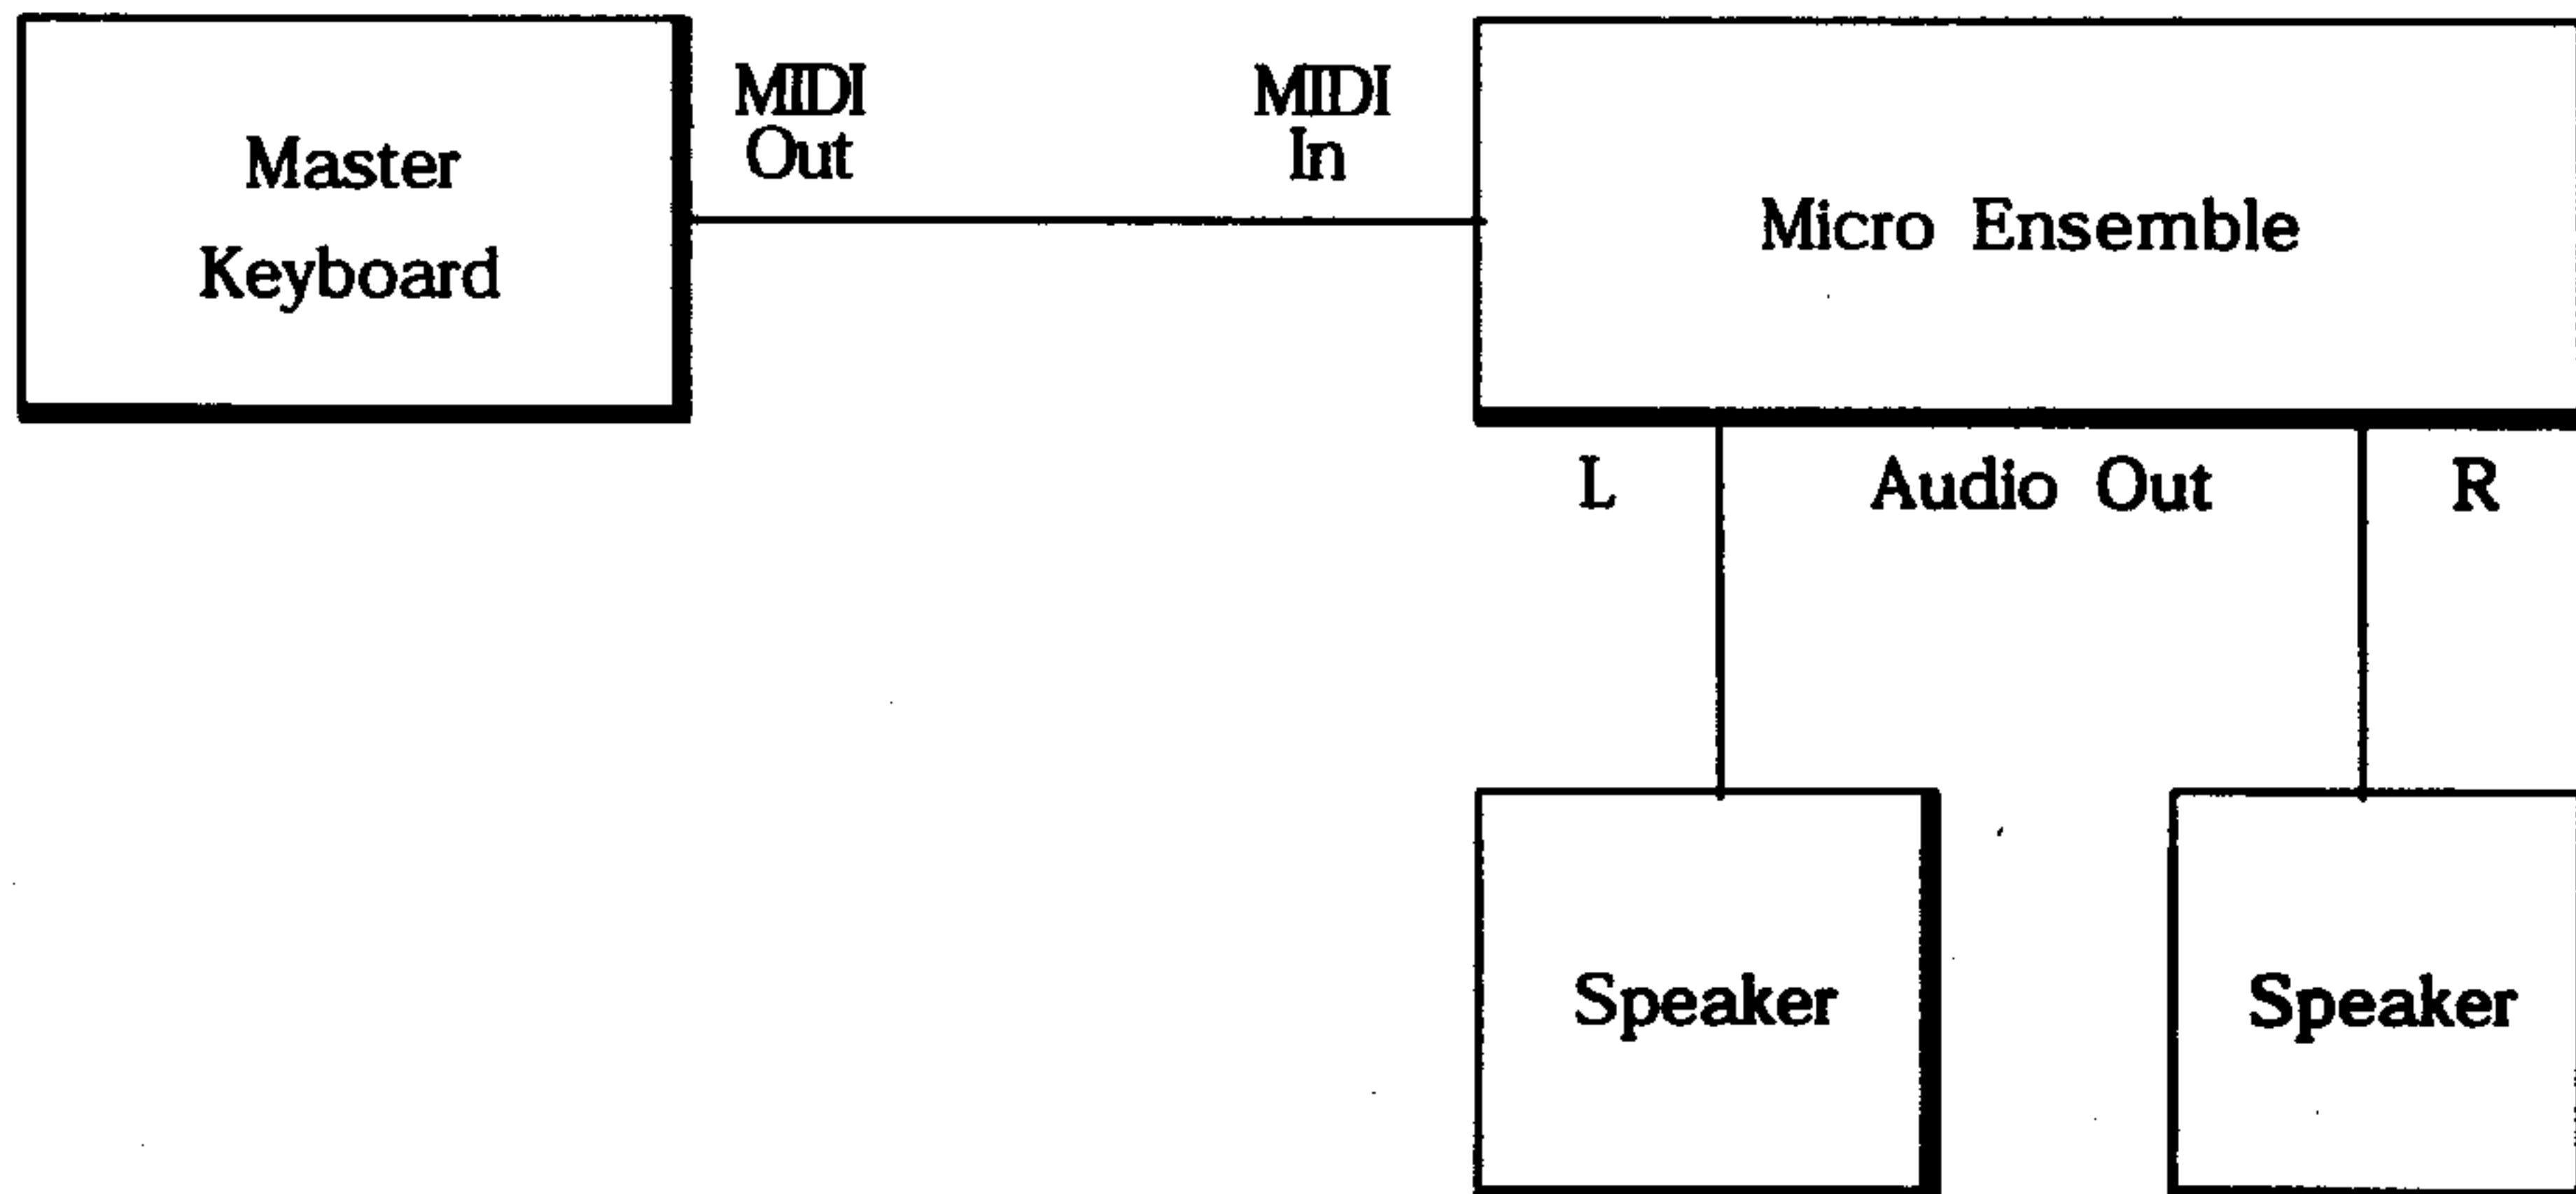 Master
Keyboard
MIDI
Out
MIDI
In
Micro Ensemble
L
Audio Out
R
Speaker
Speaker